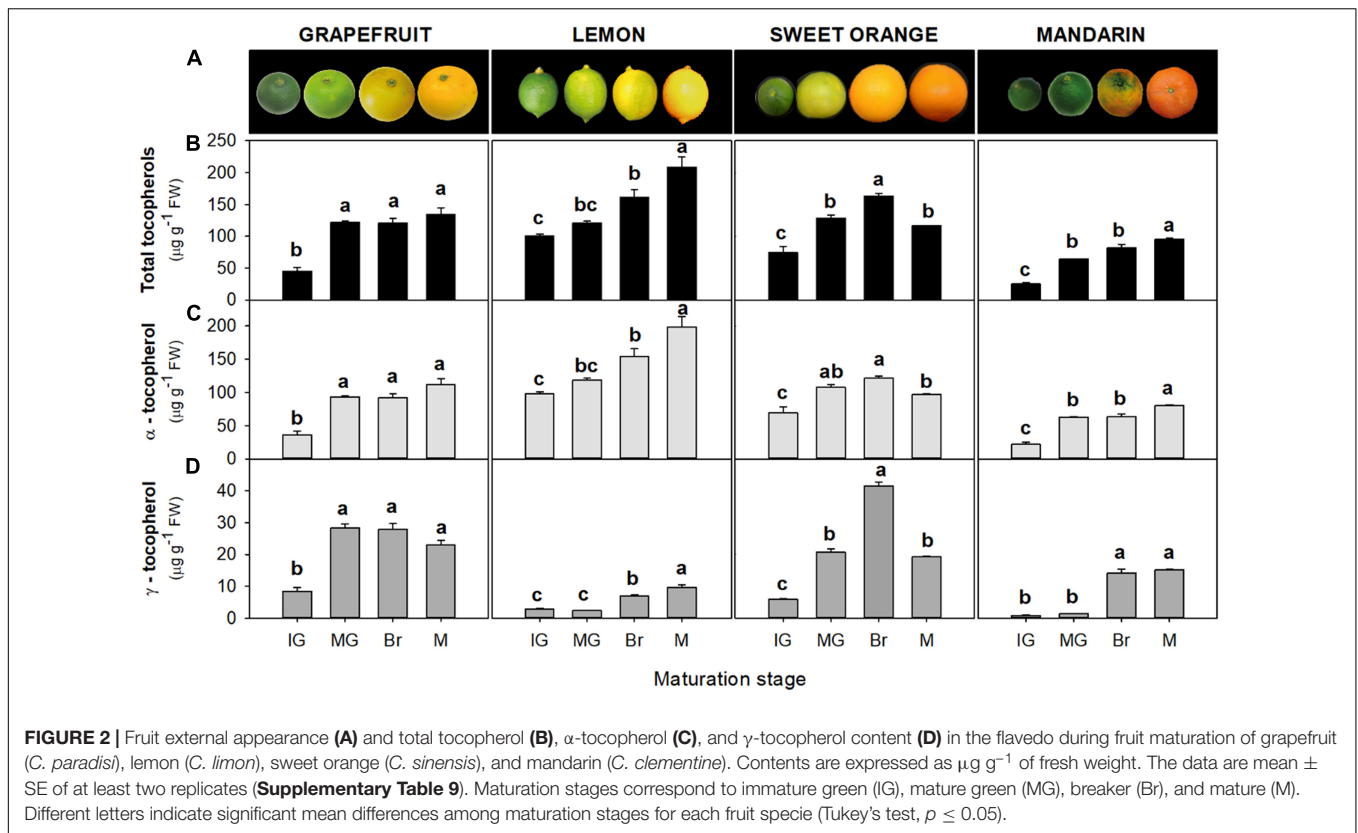 GRAPEFRUIT LEMON SWEET ORANGE MANDARIN
A
B
Total tocopherols
(µg g⁻¹ FW)
250
200
150
100
50
0
b a a a
c bc b a
c b a b
c b b a
C
α - tocopherol
(µg g⁻¹ FW)
200
150
100
50
0
b a a a
c bc b a
c ab a b
c b b a
D
γ - tocopherol
(µg g⁻¹ FW)
40
30
20
10
0
b a a a
c c b a
c b a b
b b a a
IG MG Br M IG MG Br M IG MG Br M IG MG Br M
Maturation stage
FIGURE 2 | Fruit external appearance (A) and total tocopherol (B), α-tocopherol (C), and γ-tocopherol content (D) in the flavedo during fruit maturation of grapefruit
(C. paradisi), lemon (C. limon), sweet orange (C. sinensis), and mandarin (C. clementine). Contents are expressed as µg g⁻¹ of fresh weight. The data are mean ±
SE of at least two replicates (Supplementary Table 9). Maturation stages correspond to immature green (IG), mature green (MG), breaker (Br), and mature (M).
Different letters indicate significant mean differences among maturation stages for each fruit specie (Tukey's test, p ≤ 0.05).